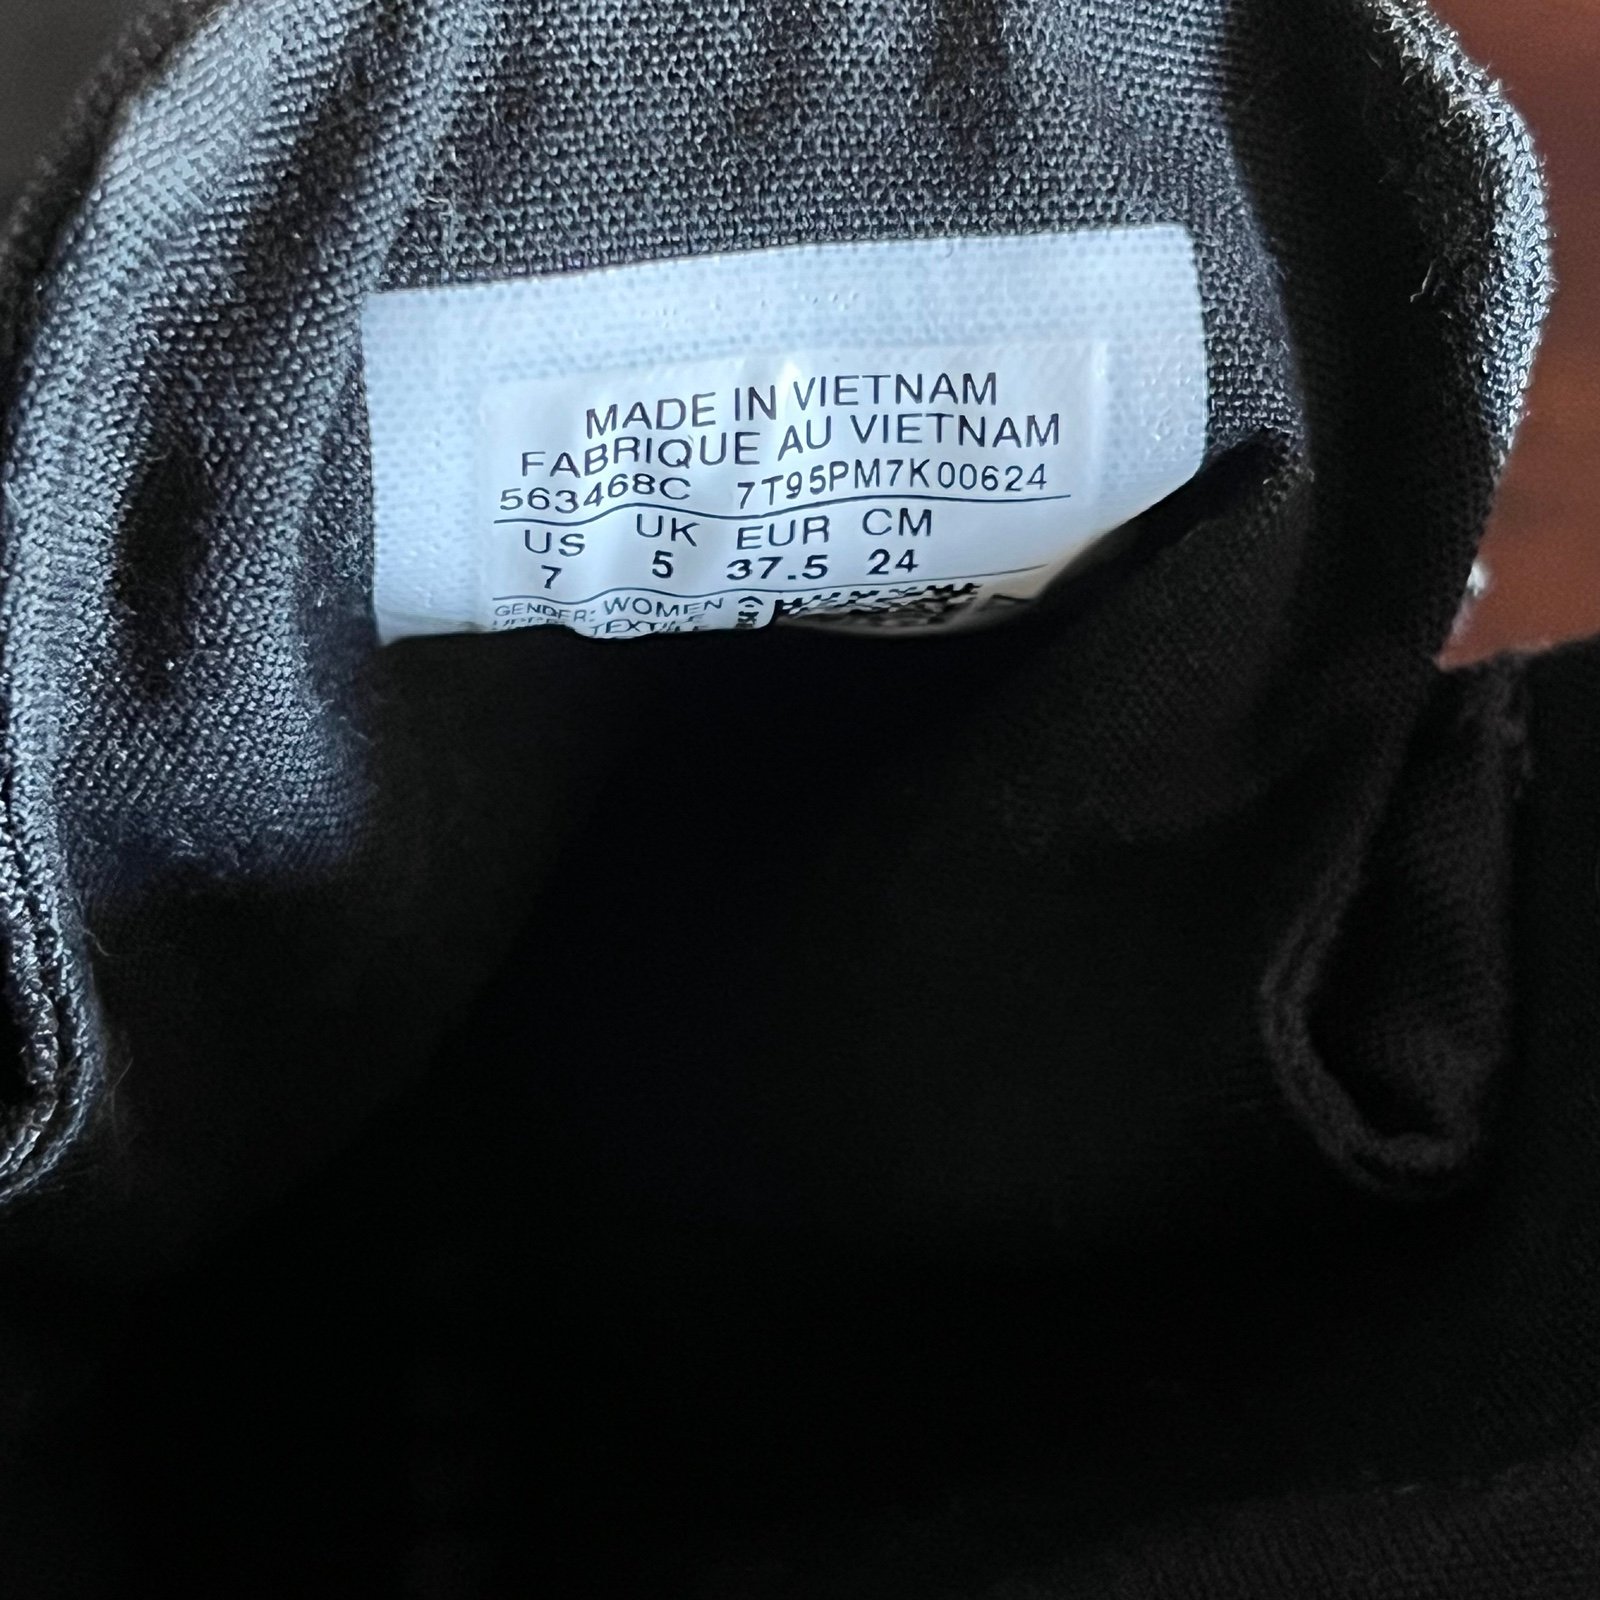 MADE IN VIETNAM
FABRIQUE AU VIETNAM
563468C 7T95PM7K00624
US UK EUR CM
7 5 37.5 24
GENDER: WOMEN
TEXTILE